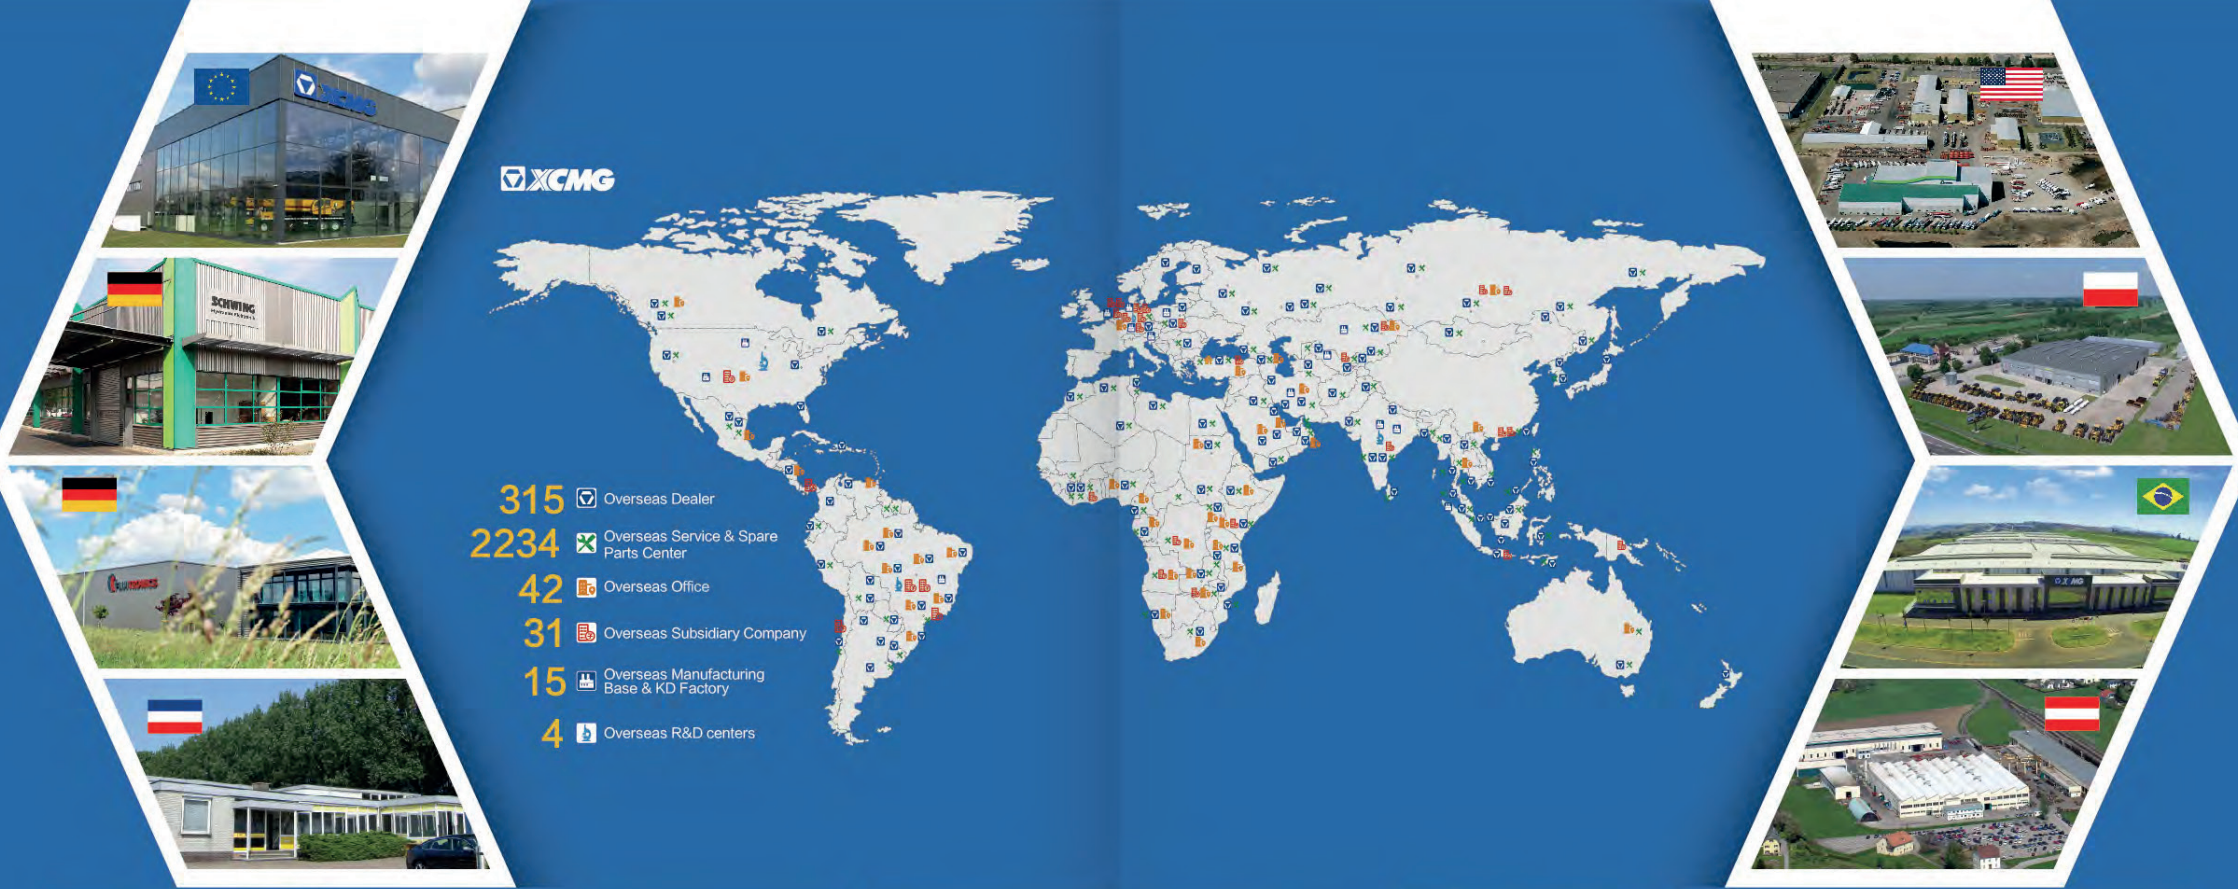 XCMG
SCHWING
XCMG
315 Overseas Dealer
2234 Overseas Service & Spare
Parts Center
42 Overseas Office
31 Overseas Subsidiary Company
15 Overseas Manufacturing
Base & KD Factory
4 Overseas R&D centers